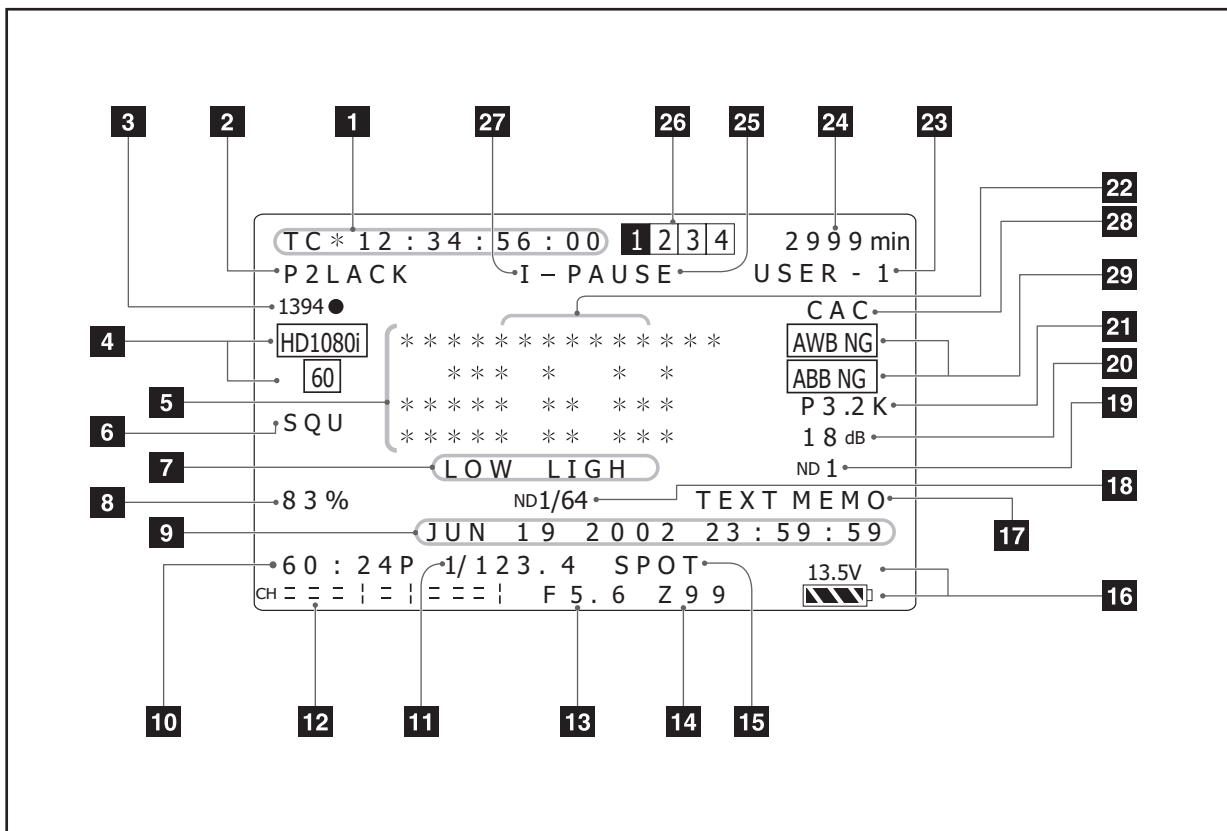 3 2 1 27 26 25 24 23
22
28
29
21
20
19
18
17
16
4
5
6
7
8
9
TC*12:34:56:00 1 2 3 4 2999 min
P2LACK I-PAUSE USER-1
1394● CAC
HD1080i * * * * * * * * * * * * * * AWB NG
60 * * * * * * ABB NG
* * * * * * * * * * P3.2K
SQU * * * * * * * * * * 18 dB
LOW LIGH ND 1
83% ND1/64 TEXT MEMO
JUN 19 2002 23:59:59
60:24P 1/123.4 SPOT 13.5V
CH F5.6 Z99
10 12 11 13 14 15